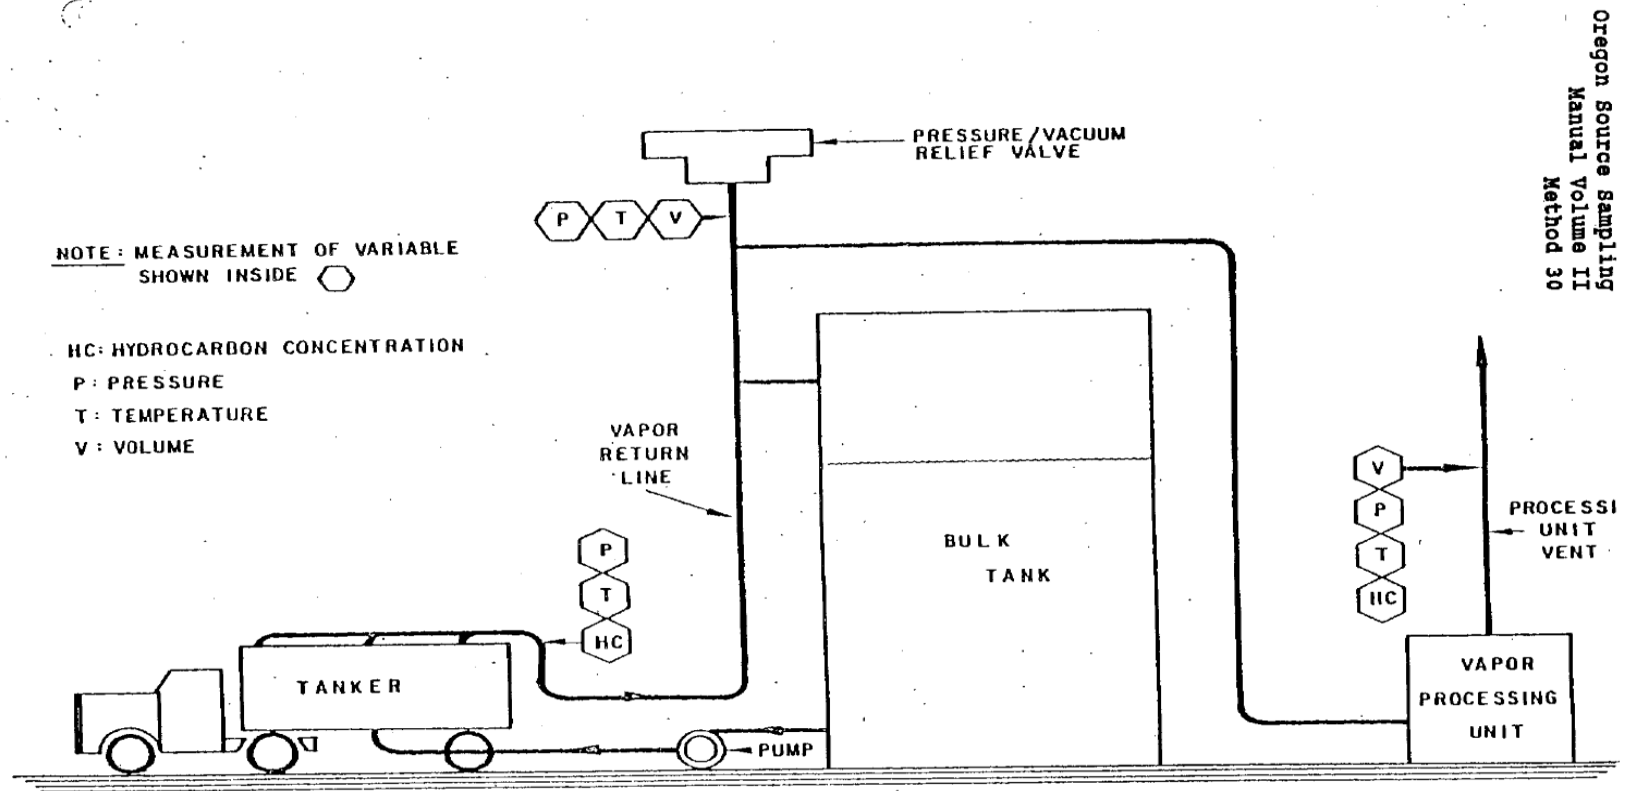 Oregon Source Sampling
Manual Volume II
Method 30
PRESSURE/VACUUM
RELIEF VALVE
P T V
NOTE: MEASUREMENT OF VARIABLE
SHOWN INSIDE
HC: HYDROCARBON CONCENTRATION
P: PRESSURE
T: TEMPERATURE
V: VOLUME
VAPOR
RETURN
LINE
P
T
HC
BULK
TANK
V
P
T
HC
PROCESSI
UNIT
VENT
TANKER
PUMP
VAPOR
PROCESSING
UNIT